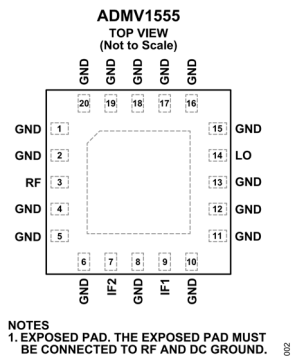 ADMV1555
TOP VIEW
(Not to Scale)
GND GND GND GND GND
20 19 18 17 16
GND 1 15 GND
GND 2 14 LO
RF 3 13 GND
GND 4 12 GND
GND 5 11 GND
6 7 8 9 10
GND IF2 GND IF1 GND
NOTES
1. EXPOSED PAD. THE EXPOSED PAD MUST
BE CONNECTED TO RF AND DC GROUND.
002